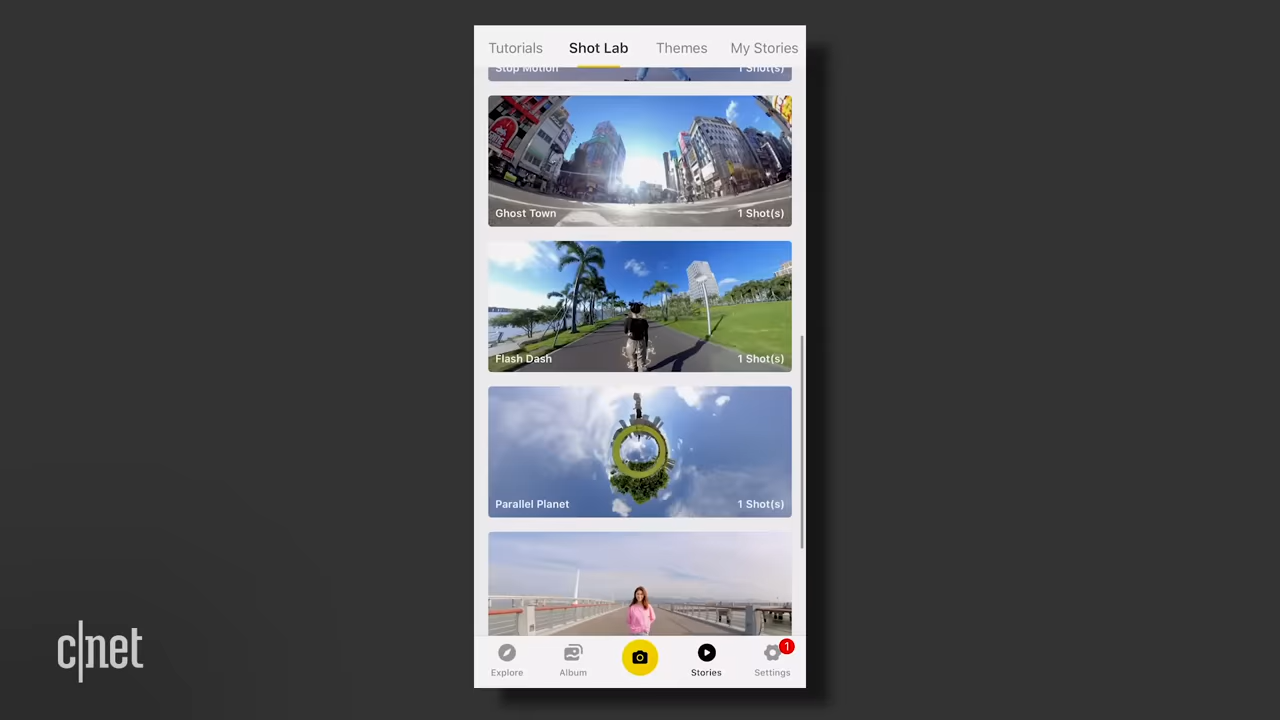 Tutorials Shot Lab Themes My Stories
Stop Motion 1 Shot(s)
Ghost Town 1 Shot(s)
Flash Dash 1 Shot(s)
Parallel Planet 1 Shot(s)
Explore Album Stories Settings
1
c|net